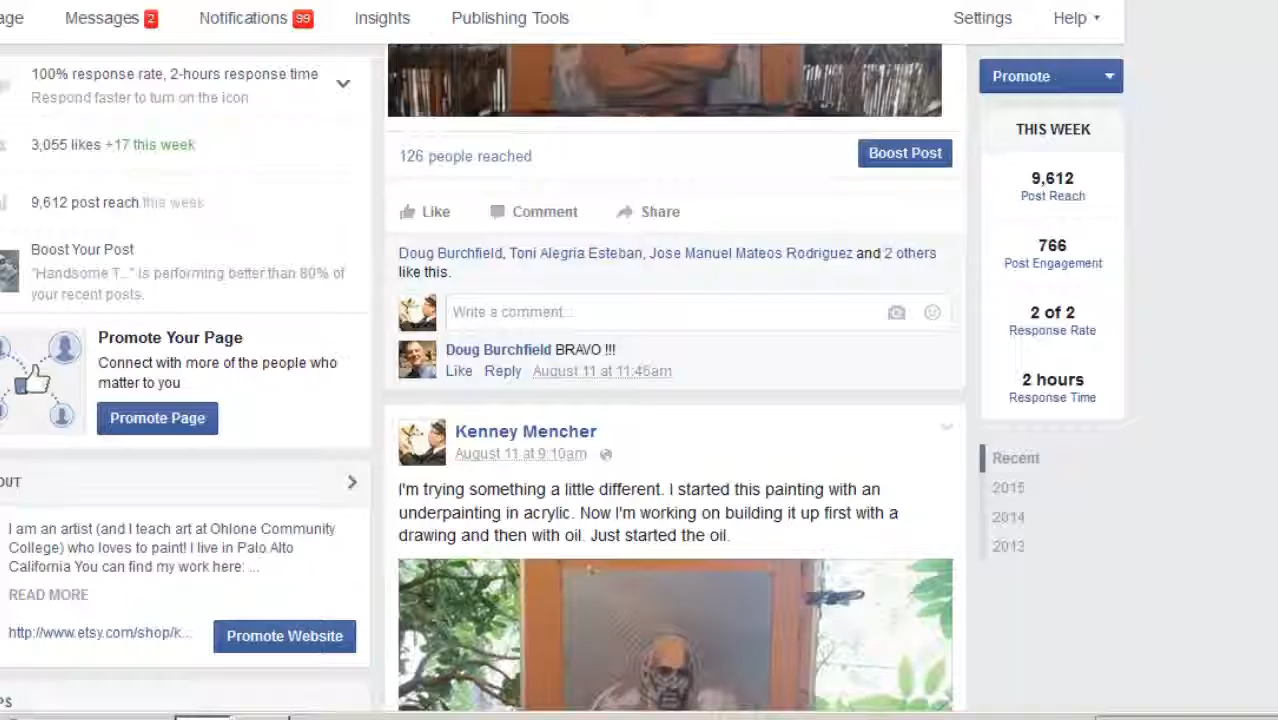 age Messages 2 Notifications 99 Insights Publishing Tools Settings Help
100% response rate, 2-hours response time
Respond faster to turn on the icon
3,055 likes +17 this week
9,612 post reach this week
Boost Your Post
"Handsome T..." is performing better than 80% of
your recent posts.
Promote Your Page
Connect with more of the people who
matter to you
Promote Page
OUT
I am an artist (and I teach art at Ohlone Community
College) who loves to paint! I live in Palo Alto
California You can find my work here: ...
READ MORE
http://www.etsy.com/shop/k...
Promote Website
PS
126 people reached
Boost Post
Like Comment Share
Doug Burchfield, Toni Alegria Esteban, Jose Manuel Mateos Rodriguez and 2 others
like this.
Write a comment...
Doug Burchfield BRAVO !!!
Like Reply August 11 at 11:46am
Kenney Mencher
August 11 at 9:10am
I'm trying something a little different. I started this painting with an
underpainting in acrylic. Now I'm working on building it up first with a
drawing and then with oil. Just started the oil.
Promote
THIS WEEK
9,612
Post Reach
766
Post Engagement
2 of 2
Response Rate
2 hours
Response Time
Recent
2015
2014
2013